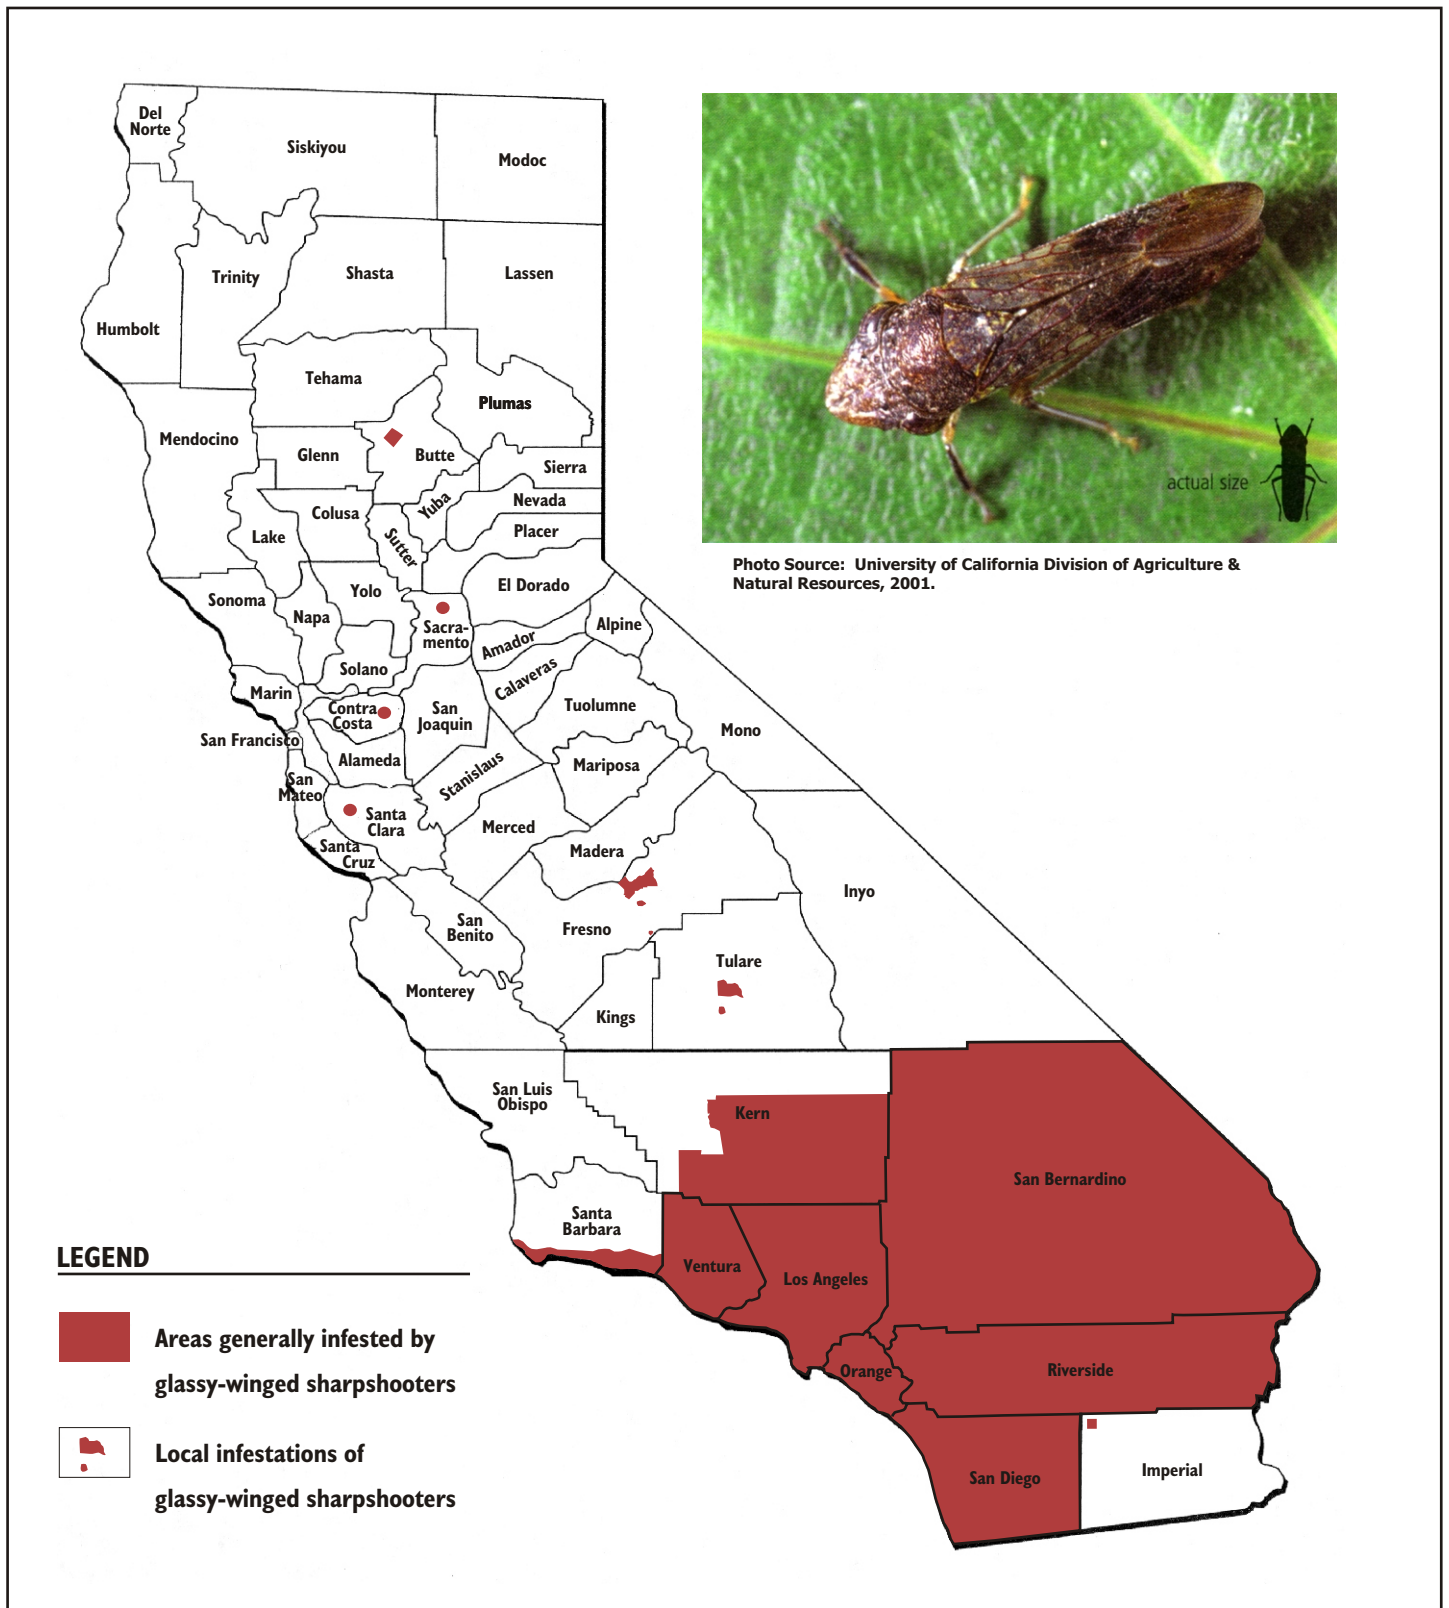 Del
Norte
Siskiyou
Modoc
Humbolt
Trinity
Shasta
Lassen
Tehama
Plumas
Mendocino
Glenn
Butte
Sierra
Yuba
Nevada
Colusa
Placer
Lake
Sutter
El Dorado
Sonoma
Napa
Yolo
Sacra-
mento
Amador
Alpine
Solano
Calaveras
Marin
Contra
Costa
San
Joaquin
Tuolumne
Mono
San Francisco
Alameda
Stanislaus
Mariposa
San
Mateo
Santa
Clara
Merced
Santa
Cruz
Madera
Inyo
San
Benito
Fresno
Tulare
Monterey
Kings
San Luis
Obispo
Kern
San Bernardino
Santa
Barbara
Ventura
Los Angeles
Orange
Riverside
San Diego
Imperial
actual size
Photo Source: University of California Division of Agriculture &
Natural Resources, 2001.
LEGEND
Areas generally infested by
glassy-winged sharpshooters
Local infestations of
glassy-winged sharpshooters